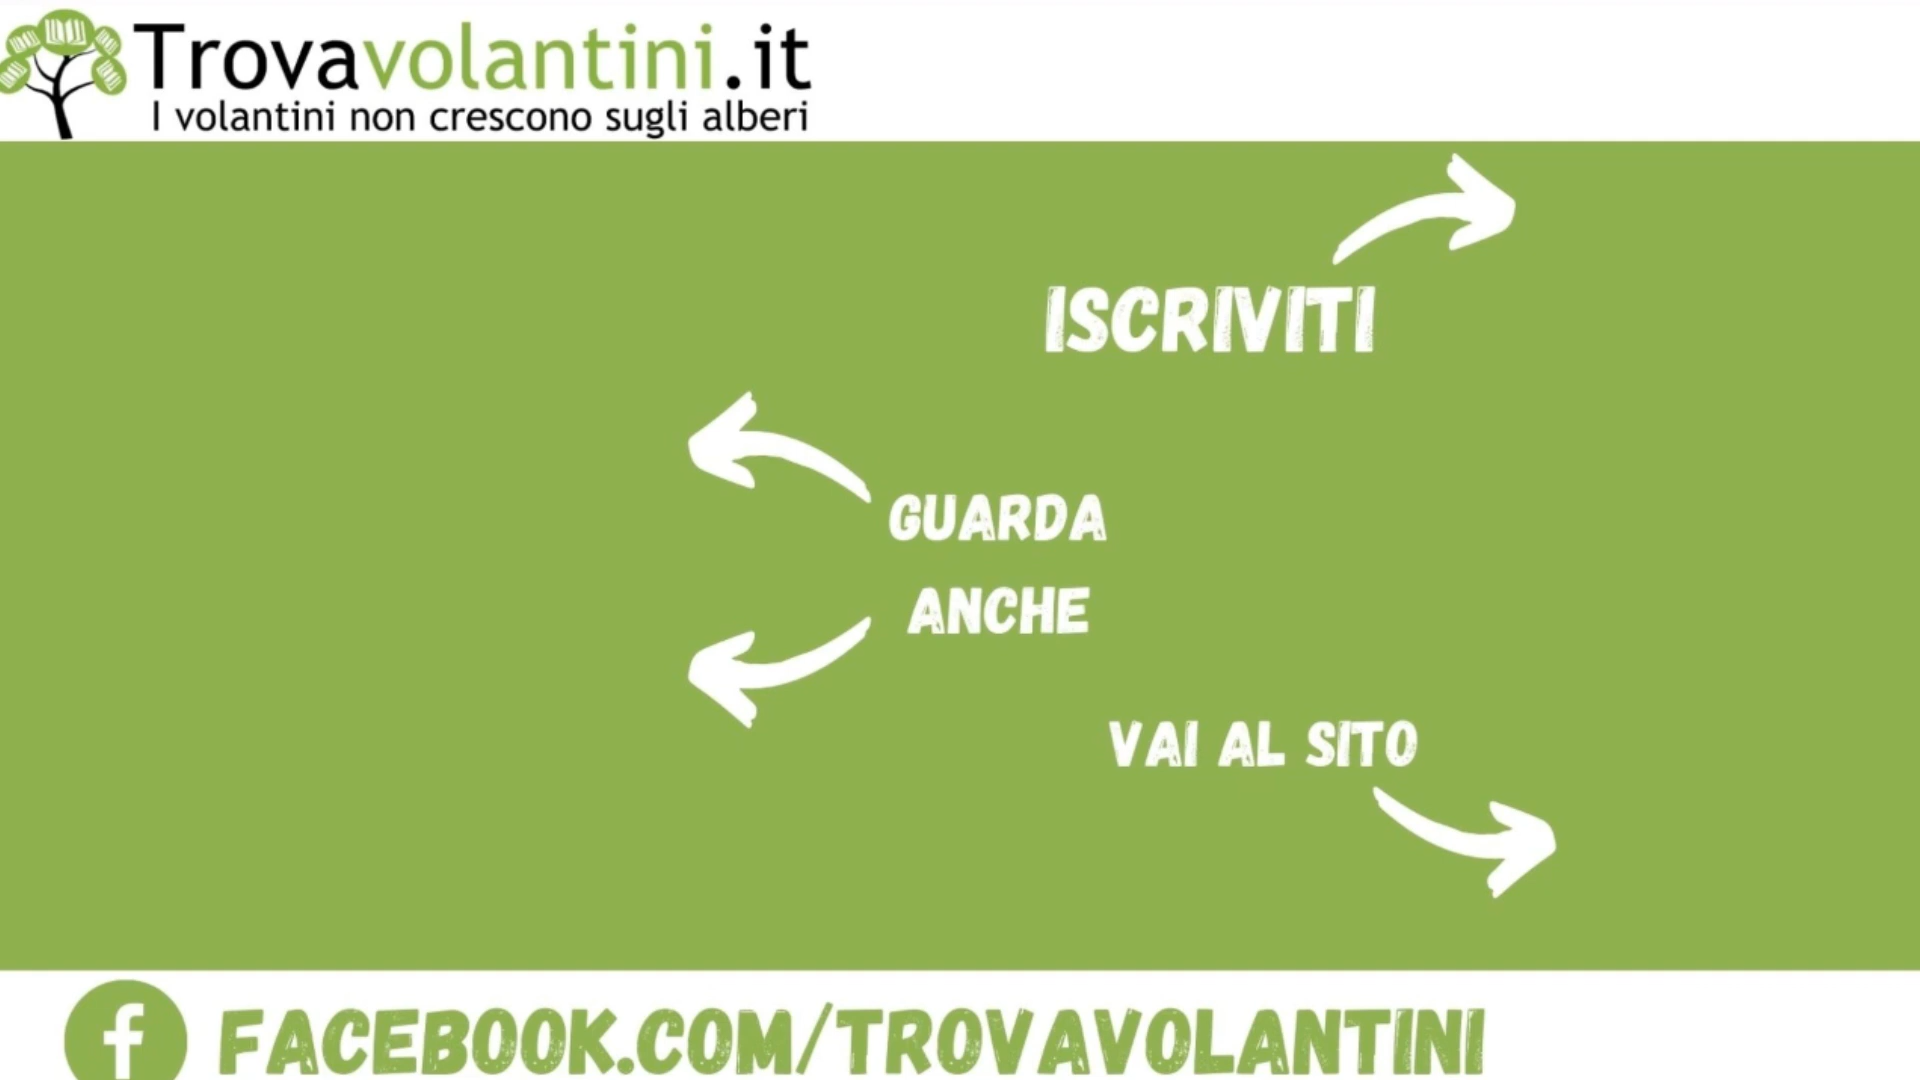 Trovavolantini.it
I volantini non crescono sugli alberi
ISCRIVITI
GUARDA
ANCHE
VAI AL SITO
FACEBOOK.COM/TROVAVOLANTINI